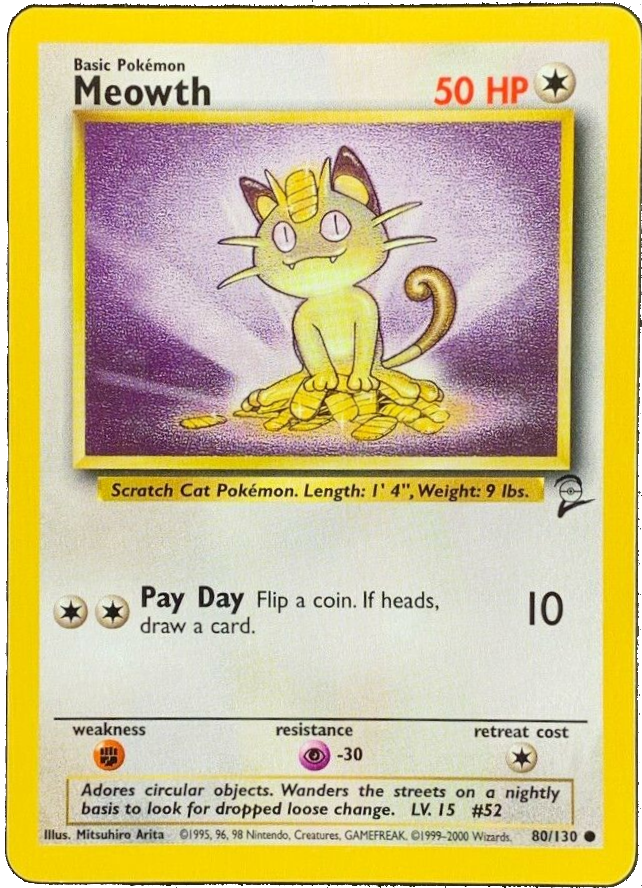 Basic Pokémon
Meowth
50 HP
Scratch Cat Pokémon. Length: 1' 4", Weight: 9 lbs.
Pay Day Flip a coin. If heads,
draw a card.
10
weakness
resistance
retreat cost
-30
Adores circular objects. Wanders the streets on a nightly
basis to look for dropped loose change. LV. 15 #52
Illus. Mitsuhiro Arita ©1995, 96, 98 Nintendo, Creatures, GAMEFREAK. ©1999-2000 Wizards. 80/130